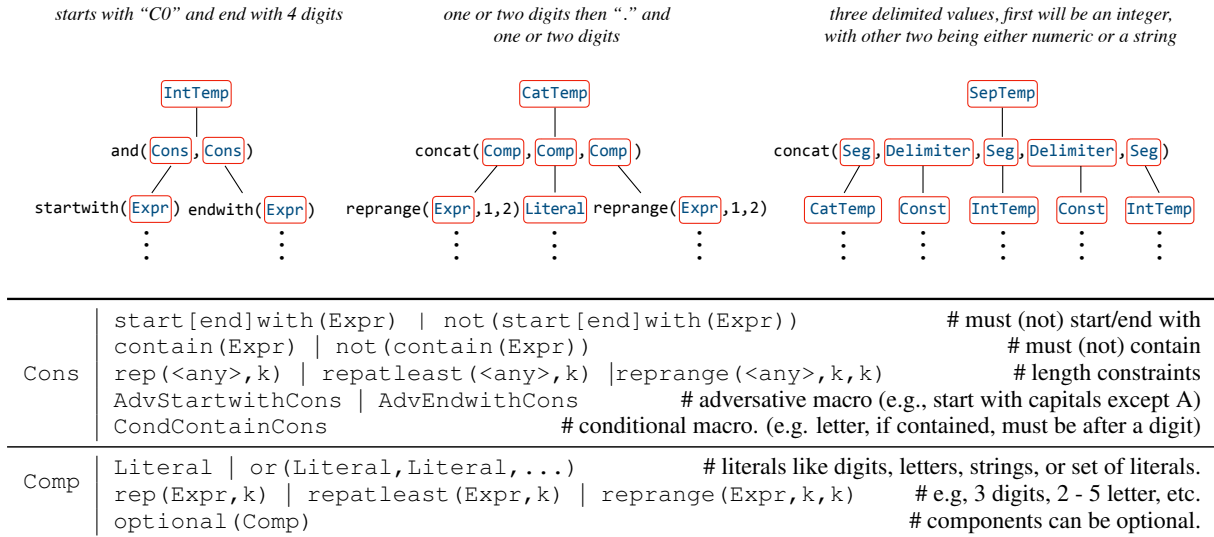 starts with “C0” and end with 4 digits
one or two digits then “.” and
one or two digits
three delimited values, first will be an integer,
with other two being either numeric or a string
IntTemp
CatTemp
SepTemp
and(Cons,Cons)
concat(Comp,Comp,Comp)
concat(Seg,Delimiter,Seg,Delimiter,Seg)
startwith(Expr) endwith(Expr)
reprange(Expr,1,2) Literal reprange(Expr,1,2)
CatTemp Const IntTemp Const IntTemp
Cons
start[end]with(Expr) | not(start[end]with(Expr)) # must (not) start/end with
contain(Expr) | not(contain(Expr)) # must (not) contain
rep(<any>,k) | repatleast(<any>,k) |reprange(<any>,k,k) # length constraints
AdvStartwithCons | AdvEndwithCons # adversative macro (e.g., start with capitals except A)
CondContainCons # conditional macro. (e.g. letter, if contained, must be after a digit)
Comp
Literal | or(Literal,Literal,...) # literals like digits, letters, strings, or set of literals.
rep(Expr,k) | repatleast(Expr,k) | reprange(Expr,k,k) # e.g, 3 digits, 2 - 5 letter, etc.
optional(Comp) # components can be optional.